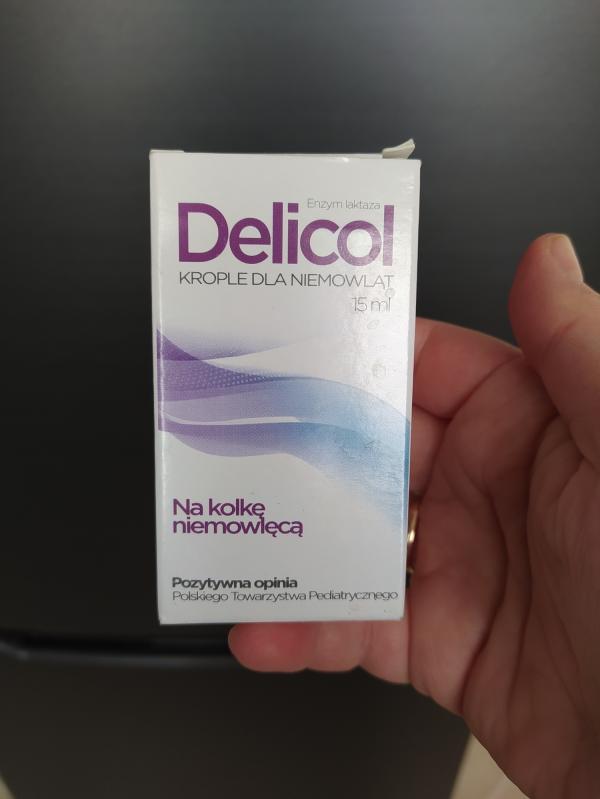 Enzym laktaza
Delicol
KROPLE DLA NIEMOWLĄT
15 ml
Na kolkę
niemowlęcą
Pozytywna opinia
Polskiego Towarzystwa Pediatrycznego